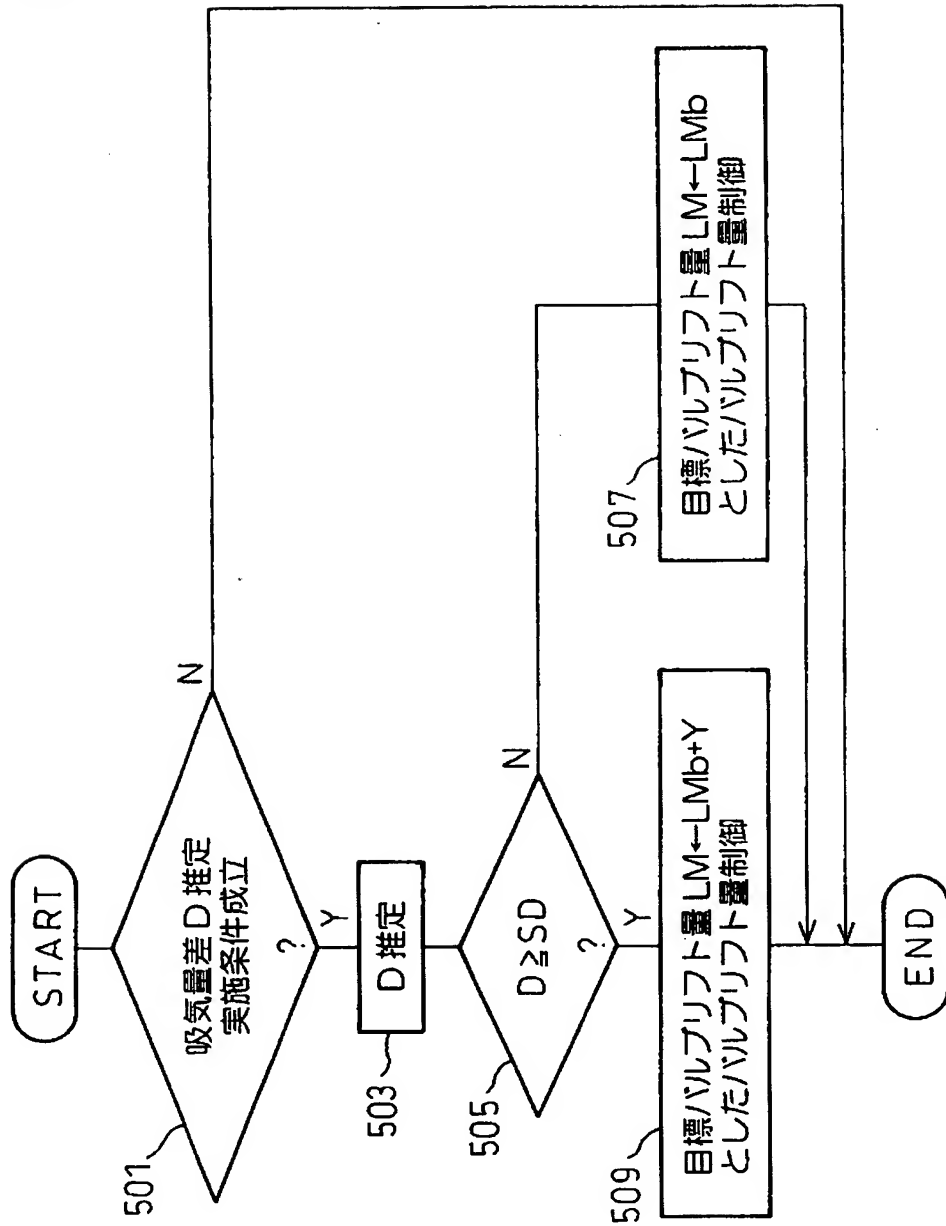 START
501
吸気量差D推定
実施条件成立
?
N
Y
503
D推定
505
D≧SD
?
N
Y
507
目標バルブリフト量LM←LMb
としたバルブリフト量制御
509
目標バルブリフト量LM←LMb+Y
としたバルブリフト量制御
END